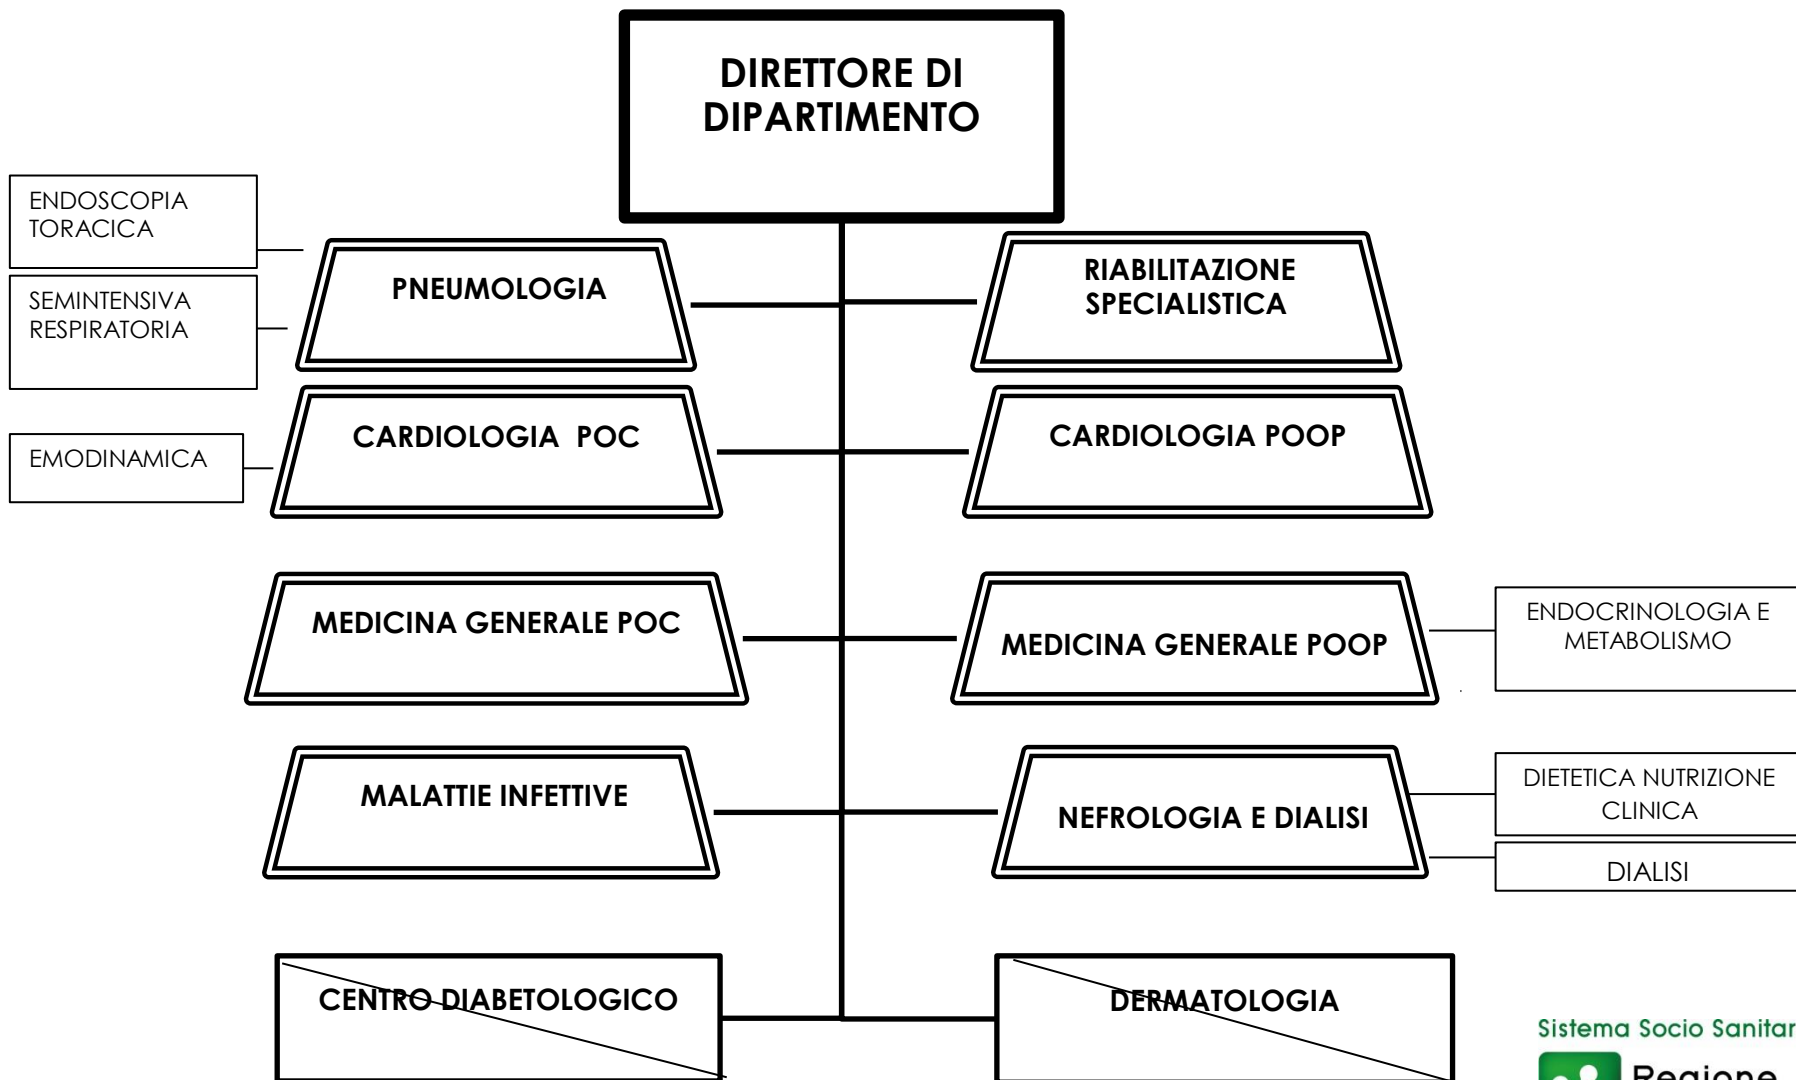 DIRETTORE DI
DIPARTIMENTO
ENDOSCOPIA
TORACICA
SEMINTENSIVA
RESPIRATORIA
PNEUMOLOGIA
RIABILITAZIONE
SPECIALISTICA
EMODINAMICA
CARDIOLOGIA POC
CARDIOLOGIA POOP
MEDICINA GENERALE POC
MEDICINA GENERALE POOP
ENDOCRINOLOGIA E
METABOLISMO
MALATTIE INFETTIVE
NEFROLOGIA E DIALISI
DIETETICA NUTRIZIONE
CLINICA
DIALISI
CENTRO DIABETOLOGICO
DERMATOLOGIA
Sistema Socio Sanitar
Regione